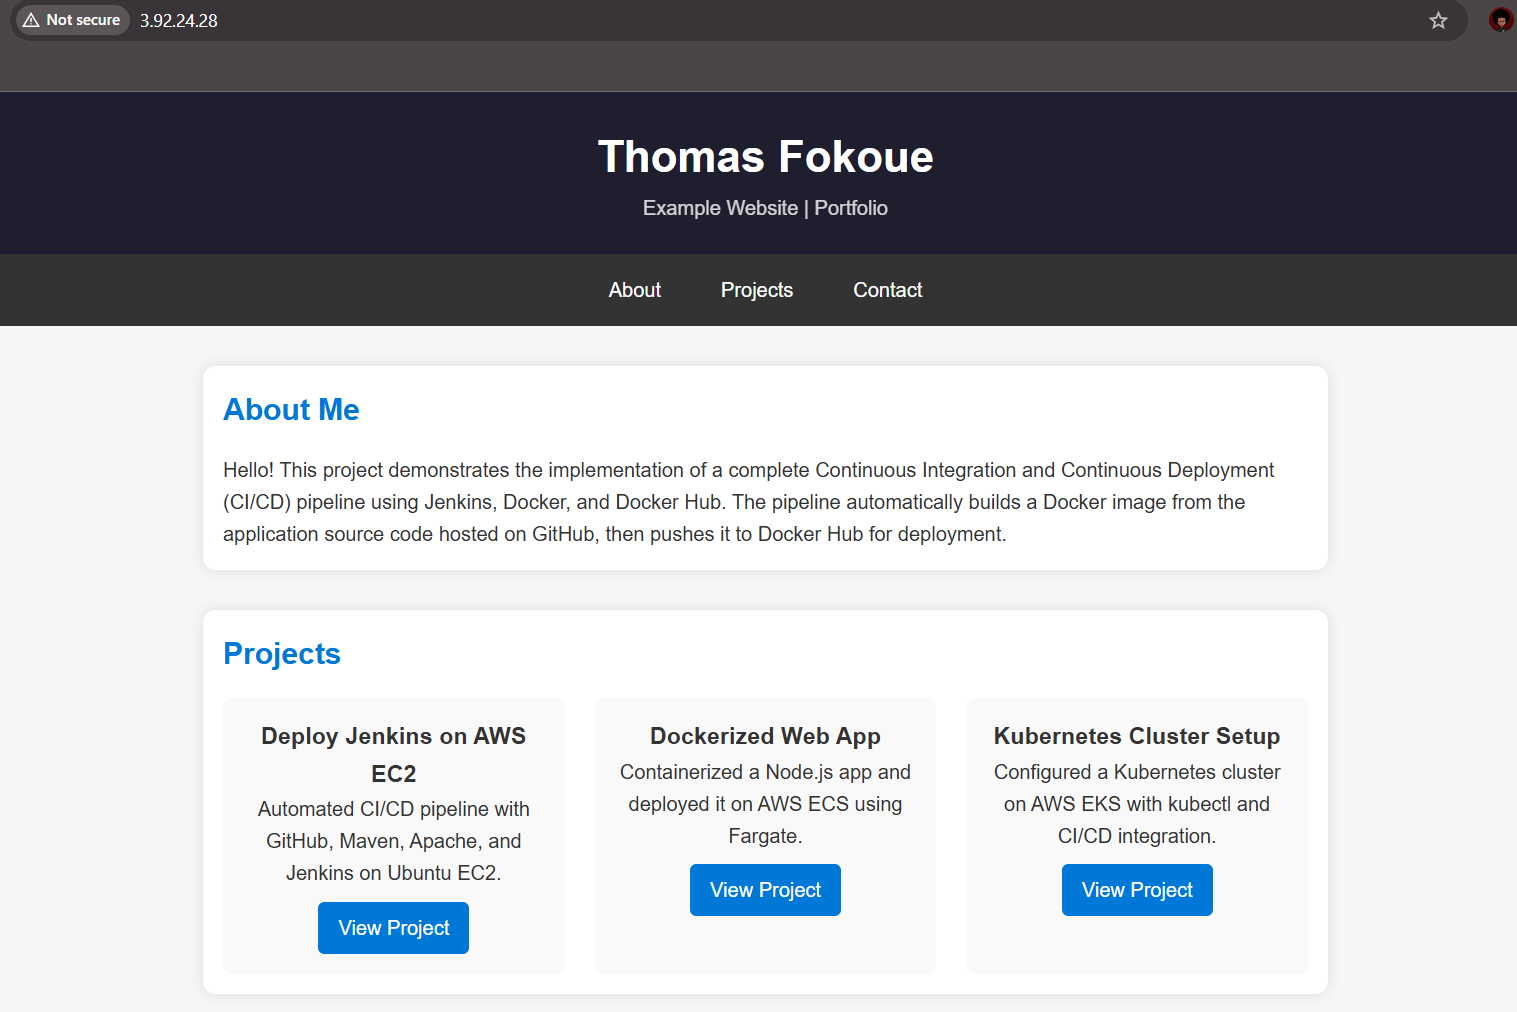 Not secure 3.92.24.28
Thomas Fokoue
Example Website | Portfolio
About Projects Contact
About Me
Hello! This project demonstrates the implementation of a complete Continuous Integration and Continuous Deployment
(CI/CD) pipeline using Jenkins, Docker, and Docker Hub. The pipeline automatically builds a Docker image from the
application source code hosted on GitHub, then pushes it to Docker Hub for deployment.
Projects
Deploy Jenkins on AWS
EC2
Automated CI/CD pipeline with
GitHub, Maven, Apache, and
Jenkins on Ubuntu EC2.
View Project
Dockerized Web App
Containerized a Node.js app and
deployed it on AWS ECS using
Fargate.
View Project
Kubernetes Cluster Setup
Configured a Kubernetes cluster
on AWS EKS with kubectl and
CI/CD integration.
View Project